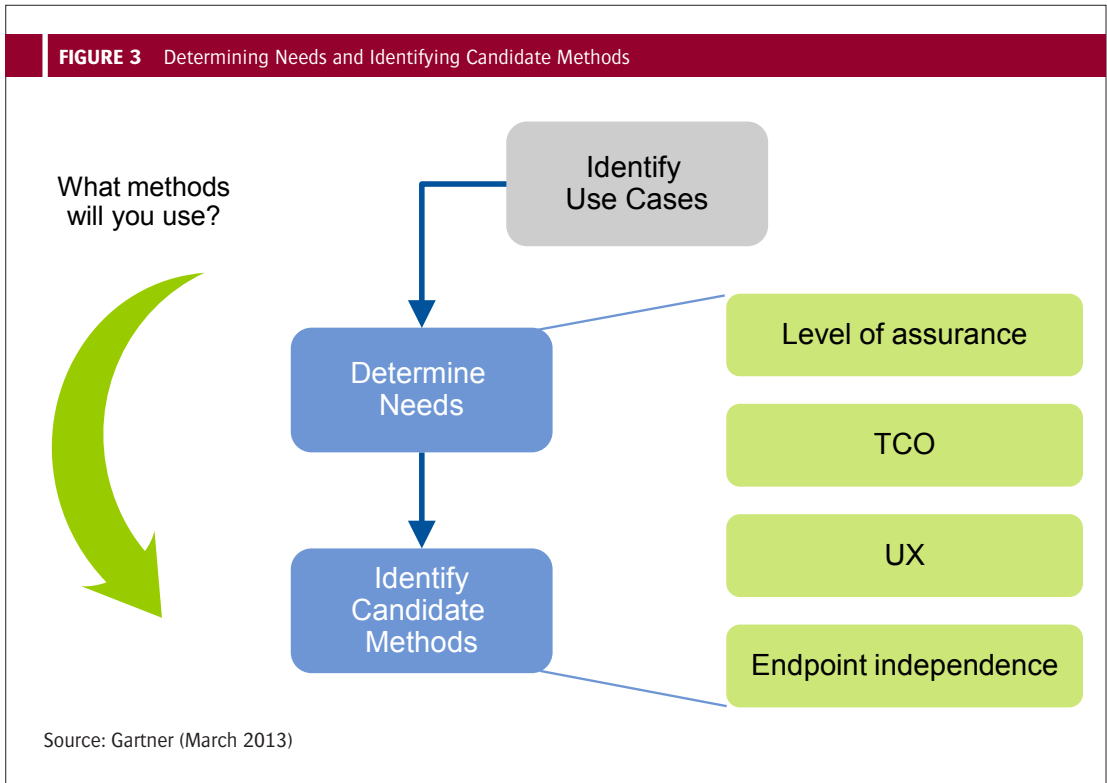 FIGURE 3 Determining Needs and Identifying Candidate Methods
What methods
will you use?
Identify
Use Cases
Determine
Needs
Identify
Candidate
Methods
Level of assurance
TCO
UX
Endpoint independence
Source: Gartner (March 2013)